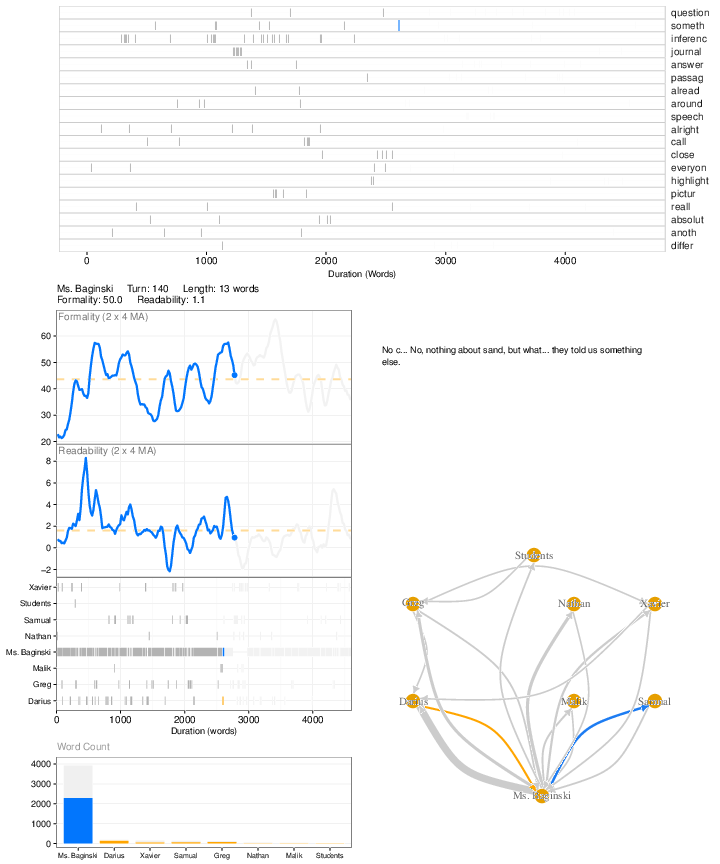 question
someth
inferenc
journal
answer
passag
alread
around
speech
alright
call
close
everyon
highlight
pictur
reall
absolut
anoth
differ
0 1000 2000 3000 4000
Duration (Words)
Ms. Baginski Turn: 140 Length: 13 words
Formality: 50.0 Readability: 1.1
Formality (2 x 4 MA)
60
50
40
30
20
No c... No, nothing about sand, but what... they told us something
else.
Readability (2 x 4 MA)
8
6
4
2
0
−2
Xavier
Students
Samual
Nathan
Ms. Baginski
Malik
Greg
Darius
0 1000 2000 3000 4000
Duration (words)
Students
Greg Nathan Xavier
Darius Malik Samual
Ms. Baginski
Word Count
4000
3000
2000
1000
0
Ms. Baginski Darius Xavier Samual Greg Nathan Malik Students